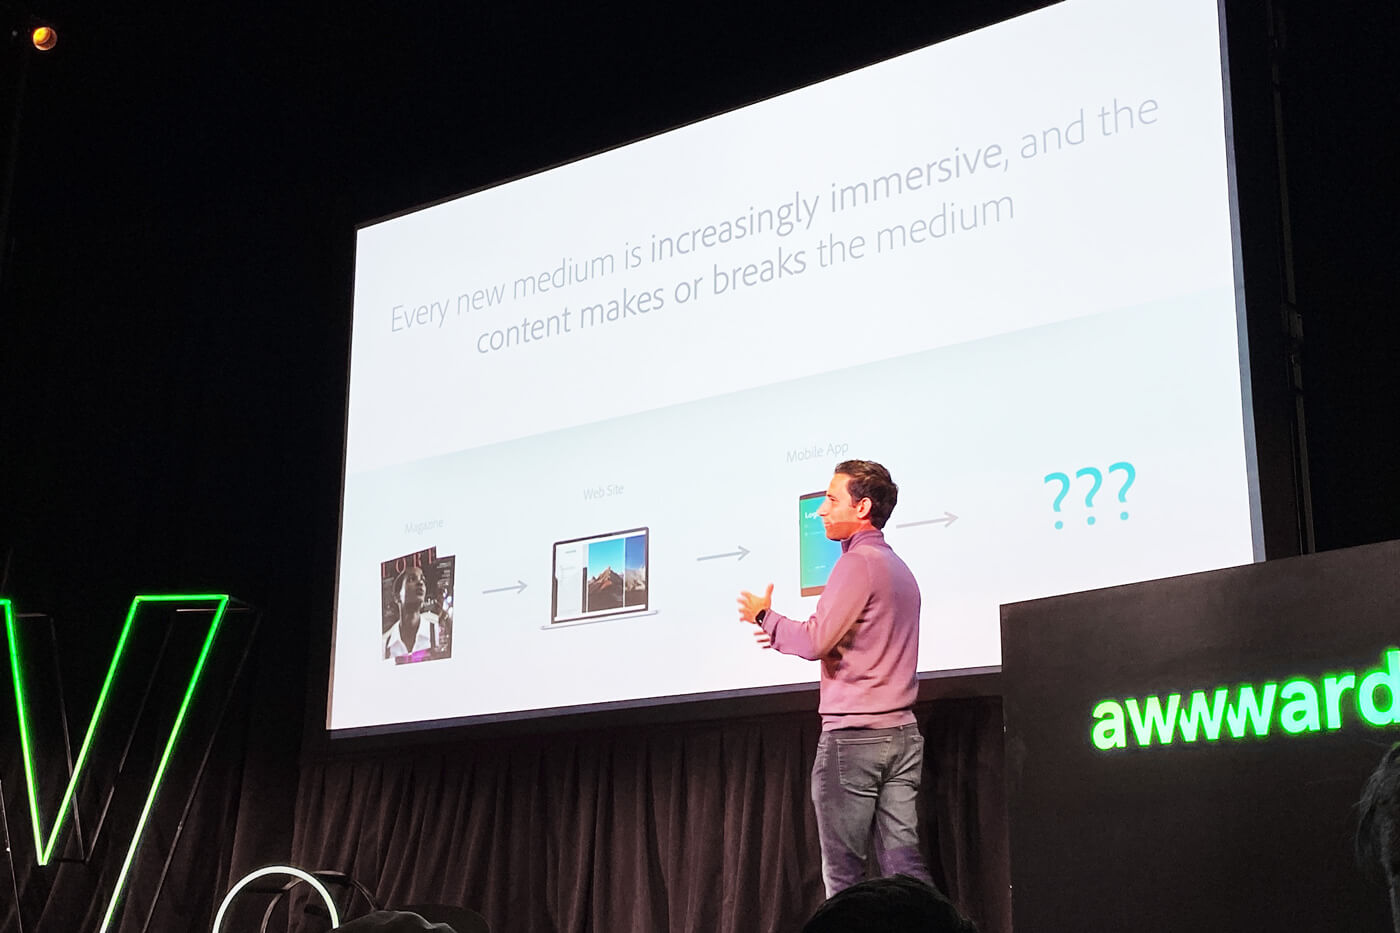 Every new medium is increasingly immersive, and the
content makes or breaks the medium
Magazine
Web Site
Mobile App
???
awwward